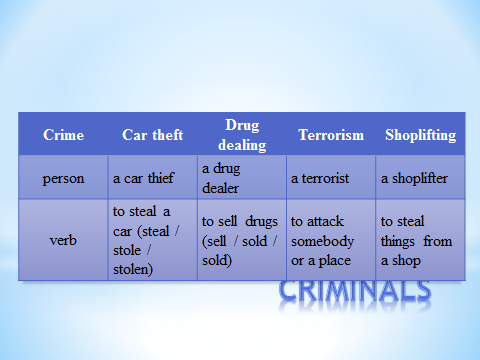 Crime Car theft Drug dealing Terrorism Shoplifting
person a car thief a drug dealer a terrorist a shoplifter
verb to steal a car (steal / stole / stolen) to sell drugs (sell / sold / sold) to attack somebody or a place to steal things from a shop
CRIMINALS